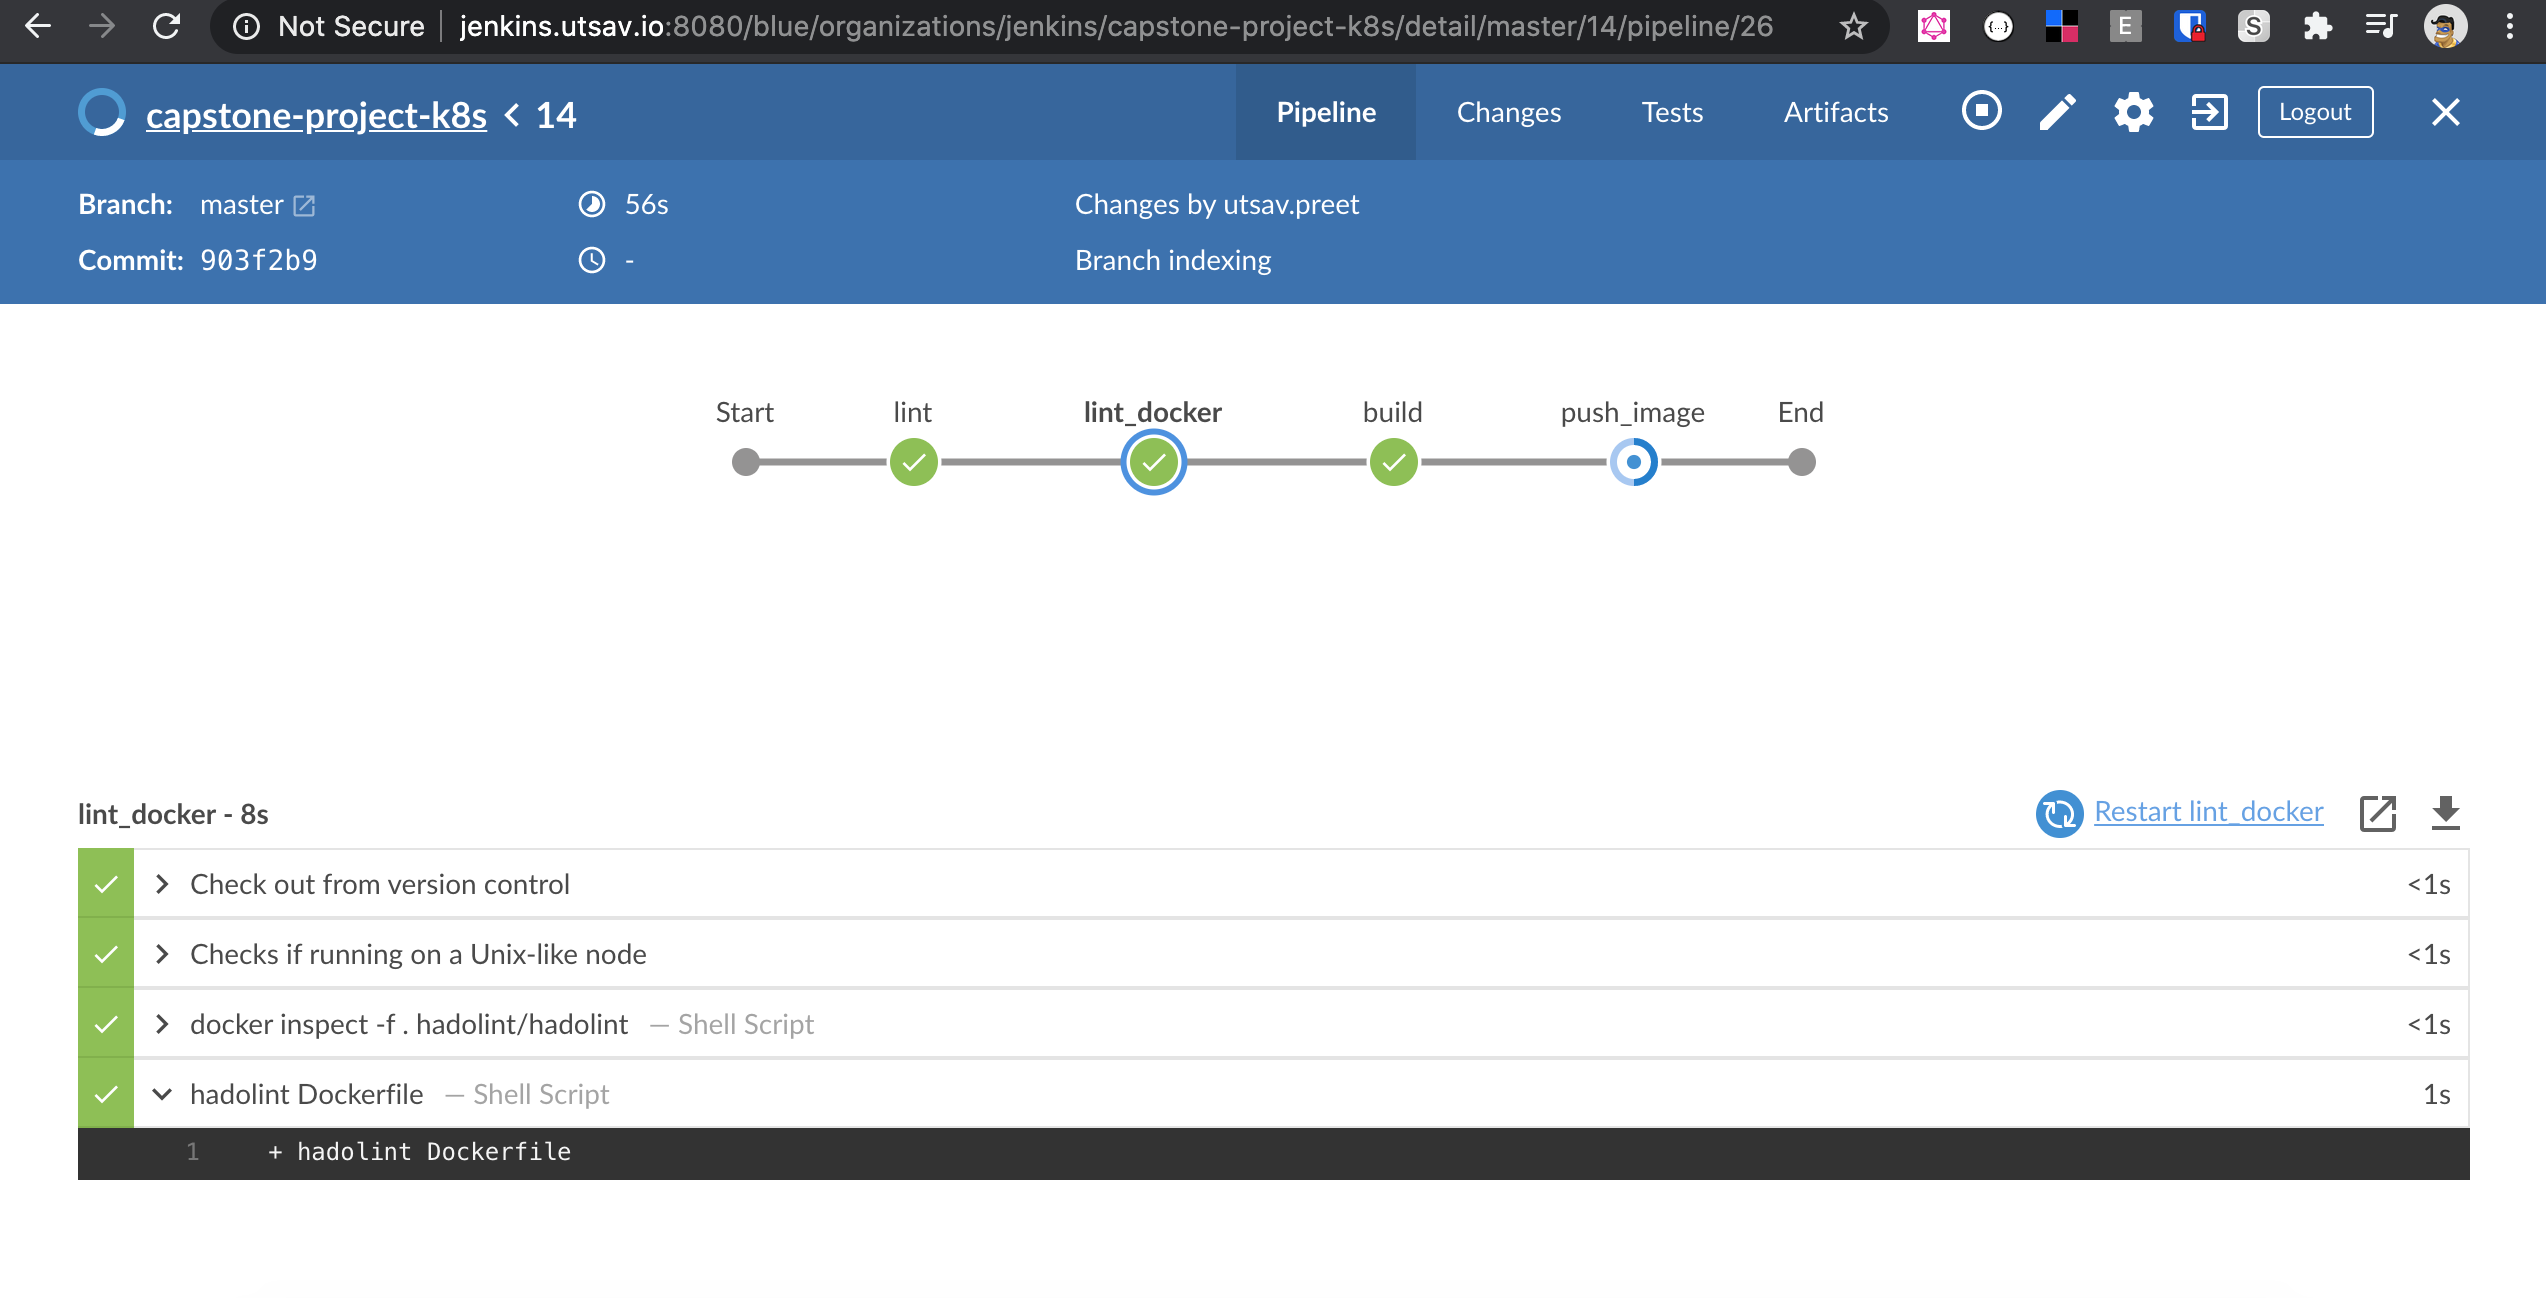 Not Secure jenkins.utsav.io:8080/blue/organizations/jenkins/capstone-project-k8s/detail/master/14/pipeline/26
capstone-project-k8s < 14 Pipeline Changes Tests Artifacts Logout
Branch: master 56s Changes by utsav.preet
Commit: 903f2b9 - Branch indexing
Start lint lint_docker build push_image End
lint_docker - 8s Restart lint_docker
Check out from version control <1s
Checks if running on a Unix-like node <1s
docker inspect -f . hadolint/hadolint — Shell Script <1s
hadolint Dockerfile — Shell Script 1s
1 + hadolint Dockerfile